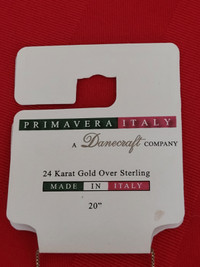 PRIMAVERA ITALY
A Danecraft COMPANY
24 Karat Gold Over Sterling
MADE IN ITALY
20"